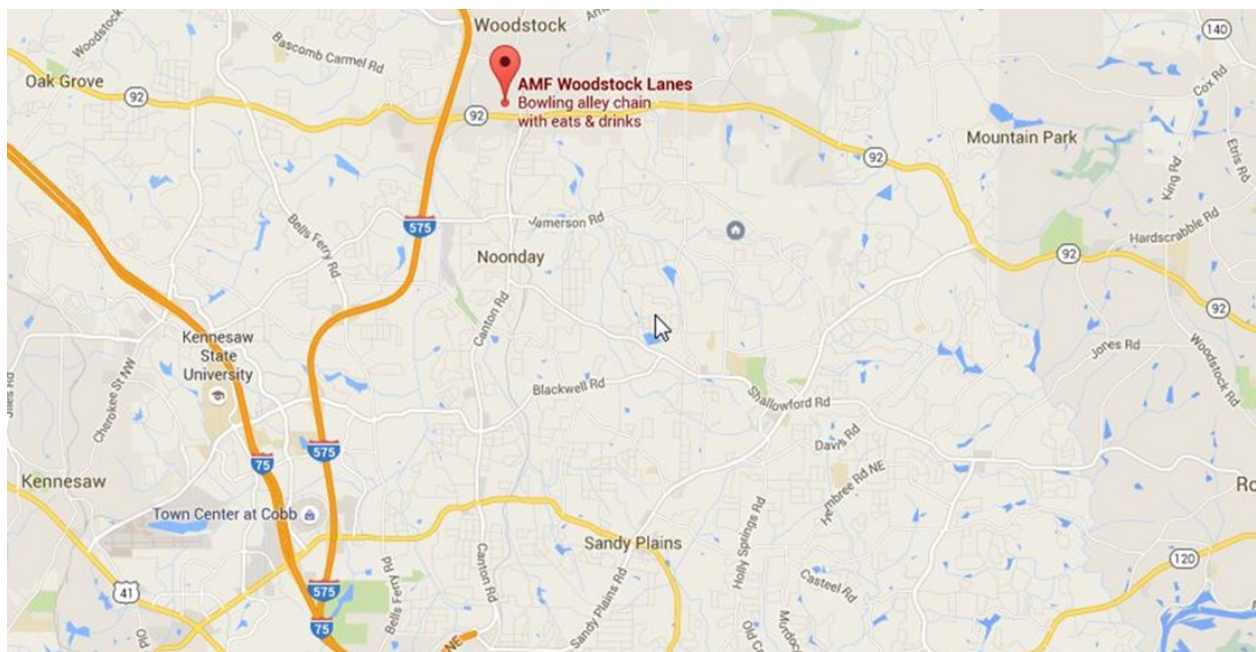 Woodstock
140
Woodstock
Bascomb Carmel Rd
Oak Grove
92
AMF Woodstock Lanes
Bowling alley chain
with eats & drinks
92
Cox Rd
Mountain Park
92
King Rd
Etris Rd
Jamerson Rd
575
Bells Ferry Rd
Hardscrabble Rd
92
Noonday
92
Canton Rd
Kennesaw
State
University
Jones Rd
Woodstock Rd
Cherokee St NW
Blackwell Rd
Shallowford Rd
Davis Rd
575
75
Hembree Rd NE
Kennesaw
Town Center at Cobb
Holly Springs Rd
Sandy Plains
120
Canton Rd
Bells Ferry Rd
Sandy Plains Rd
Casteel Rd
575
41
75
Old
NE
Old